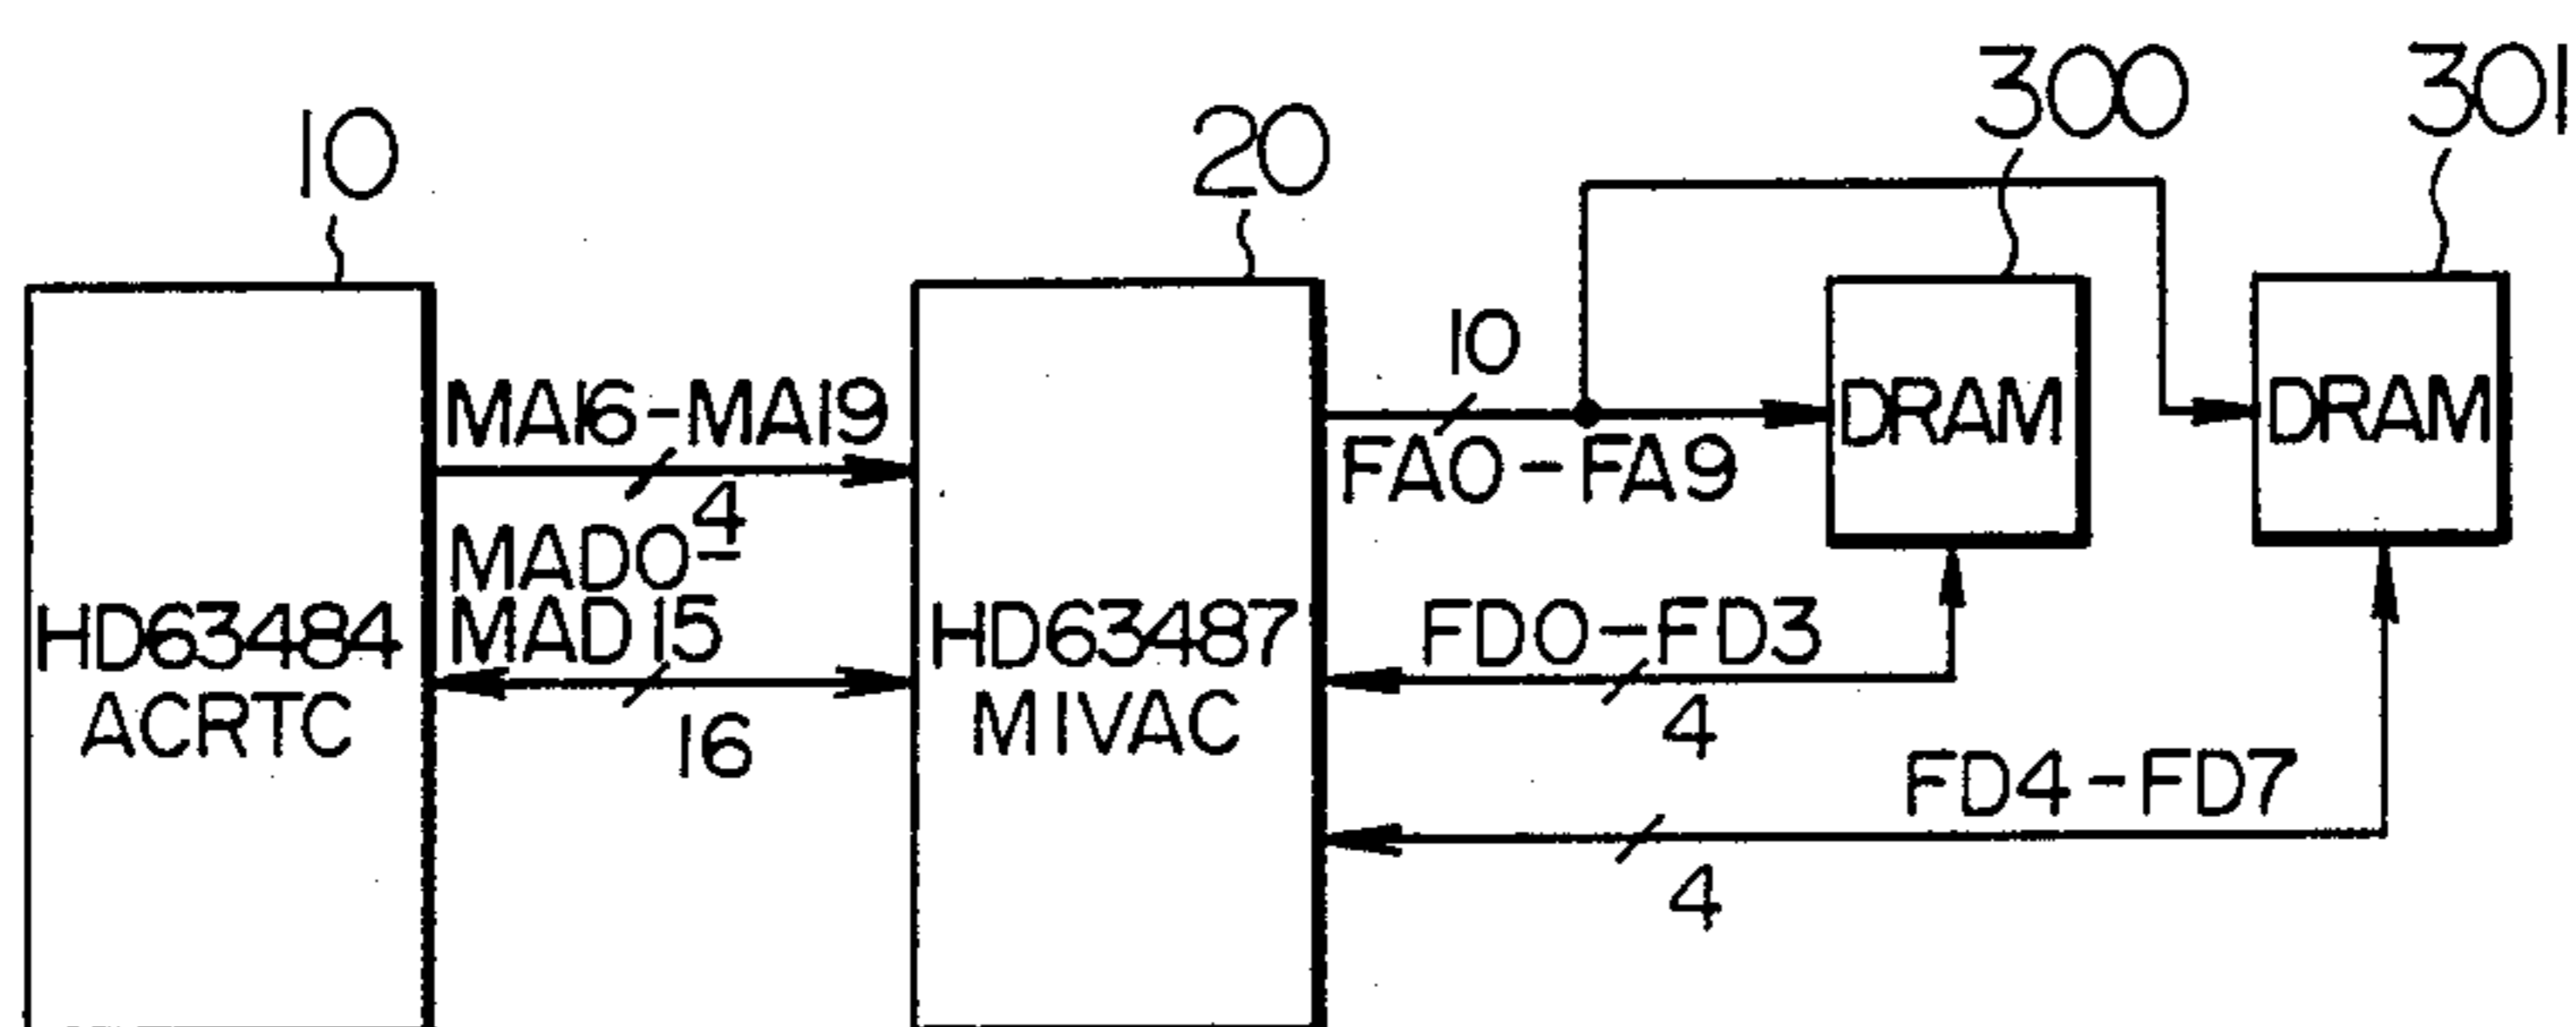 10
20
300
301
MA16-MA19
4
MAD0-
MAD15
16
HD63484
ACRTC
HD63487
MIVAC
10
FA0-FA9
DRAM
DRAM
FD0-FD3
4
FD4-FD7
4